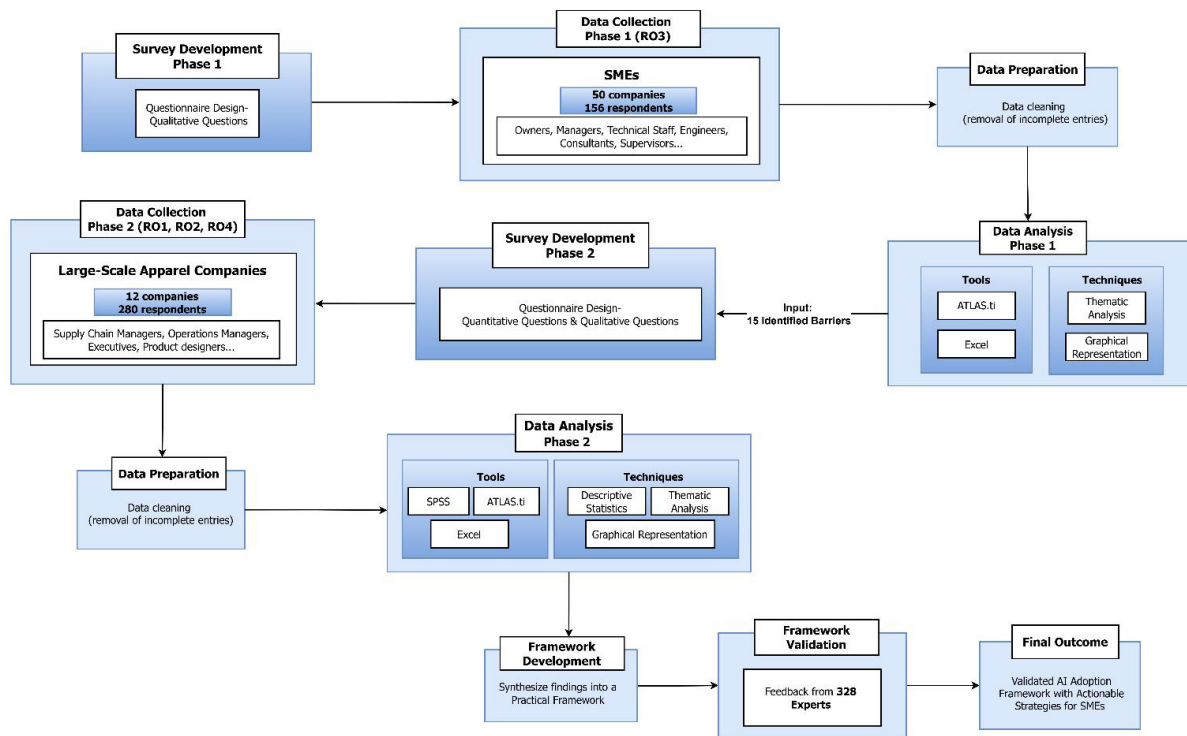 Survey Development
Phase 1
Questionnaire Design-
Qualitative Questions
Data Collection
Phase 1 (RO3)
SMEs
50 companies
156 respondents
Owners, Managers, Technical Staff, Engineers,
Consultants, Supervisors...
Data Preparation
Data cleaning
(removal of incomplete entries)
Data Analysis
Phase 1
Tools
ATLAS.ti
Excel
Techniques
Thematic
Analysis
Graphical
Representation
Input:
15 Identified Barriers
Survey Development
Phase 2
Questionnaire Design-
Quantitative Questions & Qualitative Questions
Data Collection
Phase 2 (RO1, RO2, RO4)
Large-Scale Apparel Companies
12 companies
280 respondents
Supply Chain Managers, Operations Managers,
Executives, Product designers...
Data Preparation
Data cleaning
(removal of incomplete entries)
Data Analysis
Phase 2
Tools
SPSS
ATLAS.ti
Excel
Techniques
Descriptive
Statistics
Thematic
Analysis
Graphical Representation
Framework
Development
Synthesize findings into a
Practical Framework
Framework
Validation
Feedback from 328
Experts
Final Outcome
Validated AI Adoption
Framework with Actionable
Strategies for SMEs